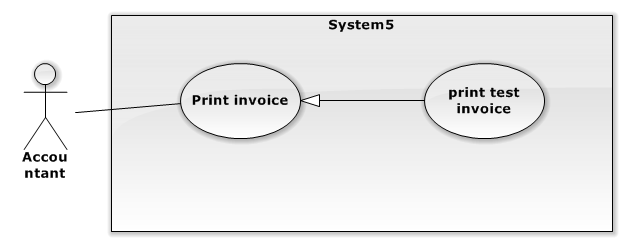 System5
Print invoice
print test
invoice
Accou
ntant